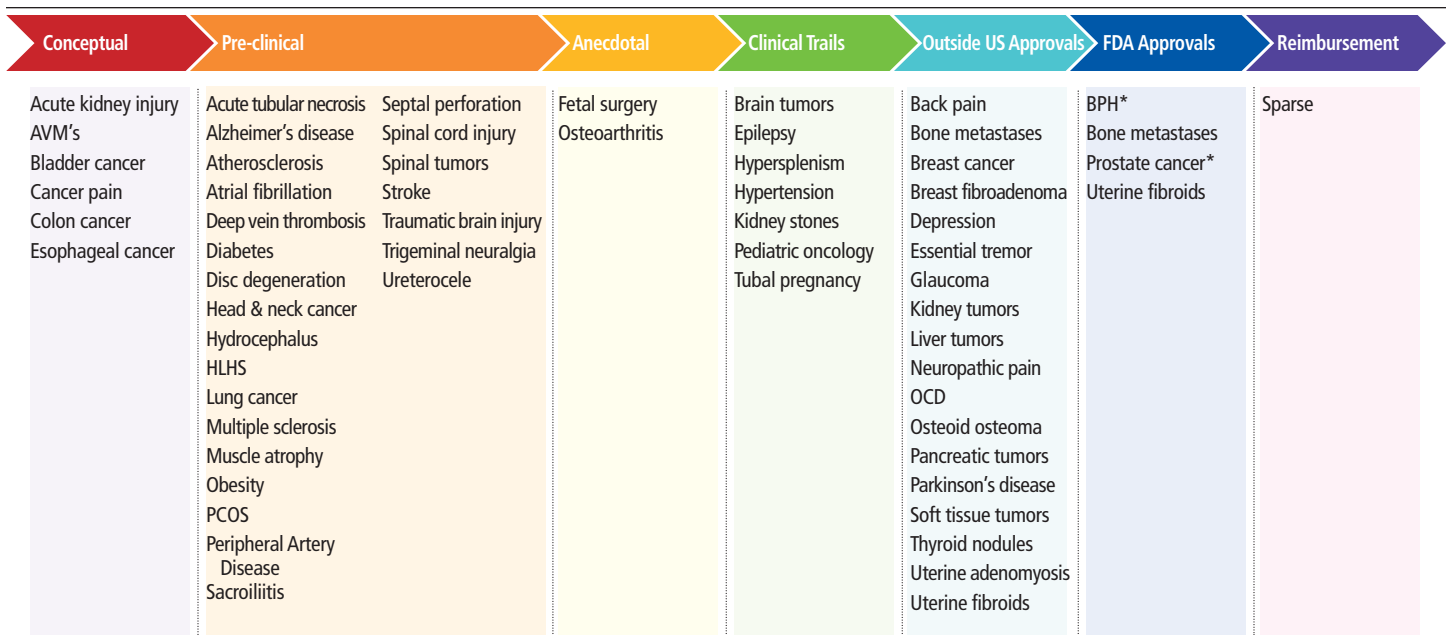 Conceptual
Pre-clinical
Anecdotal
Clinical Trails
Outside US Approvals
FDA Approvals
Reimbursement
Acute kidney injury
AVM's
Bladder cancer
Cancer pain
Colon cancer
Esophageal cancer
Acute tubular necrosis
Alzheimer's disease
Atherosclerosis
Atrial fibrillation
Deep vein thrombosis
Diabetes
Disc degeneration
Head & neck cancer
Hydrocephalus
HLHS
Lung cancer
Multiple sclerosis
Muscle atrophy
Obesity
PCOS
Peripheral Artery
Disease
Sacroiliitis
Septal perforation
Spinal cord injury
Spinal tumors
Stroke
Traumatic brain injury
Trigeminal neuralgia
Ureterocele
Fetal surgery
Osteoarthritis
Brain tumors
Epilepsy
Hypersplenism
Hypertension
Kidney stones
Pediatric oncology
Tubal pregnancy
Back pain
Bone metastases
Breast cancer
Breast fibroadenoma
Depression
Essential tremor
Glaucoma
Kidney tumors
Liver tumors
Neuropathic pain
OCD
Osteoid osteoma
Pancreatic tumors
Parkinson's disease
Soft tissue tumors
Thyroid nodules
Uterine adenomyosis
Uterine fibroids
BPH*
Bone metastases
Prostate cancer*
Uterine fibroids
Sparse